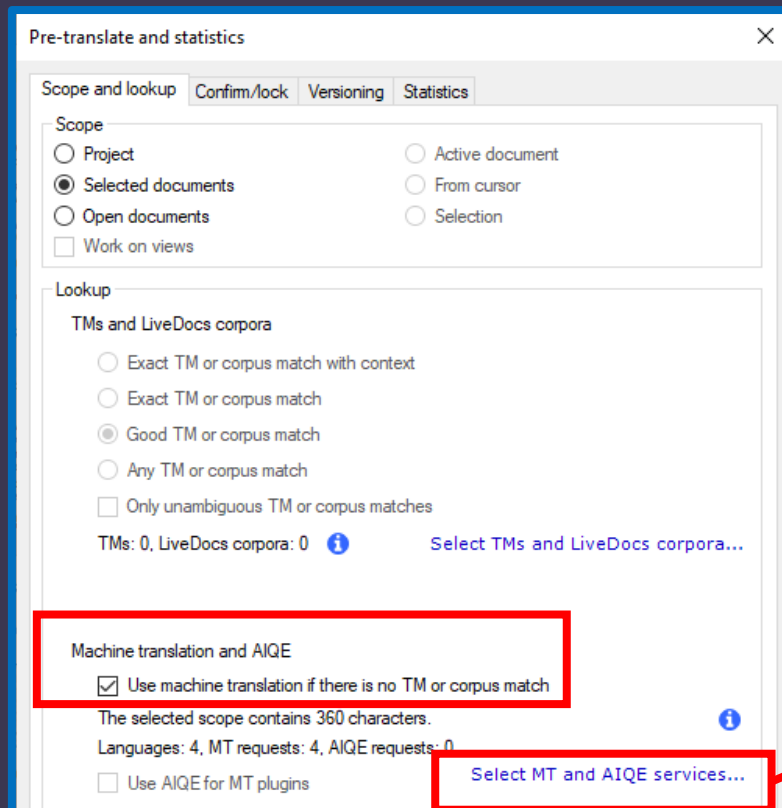 Pre-translate and statistics
Scope and lookup Confirm/lock Versioning Statistics
Scope
Project Active document
Selected documents From cursor
Open documents Selection
Work on views
Lookup
TMs and LiveDocs corpora
Exact TM or corpus match with context
Exact TM or corpus match
Good TM or corpus match
Any TM or corpus match
Only unambiguous TM or corpus matches
TMs: 0, LiveDocs corpora: 0 Select TMs and LiveDocs corpora...
Machine translation and AIQE
Use machine translation if there is no TM or corpus match
The selected scope contains 360 characters.
Languages: 4, MT requests: 4, AIQE requests: 0
Use AIQE for MT plugins Select MT and AIQE services...